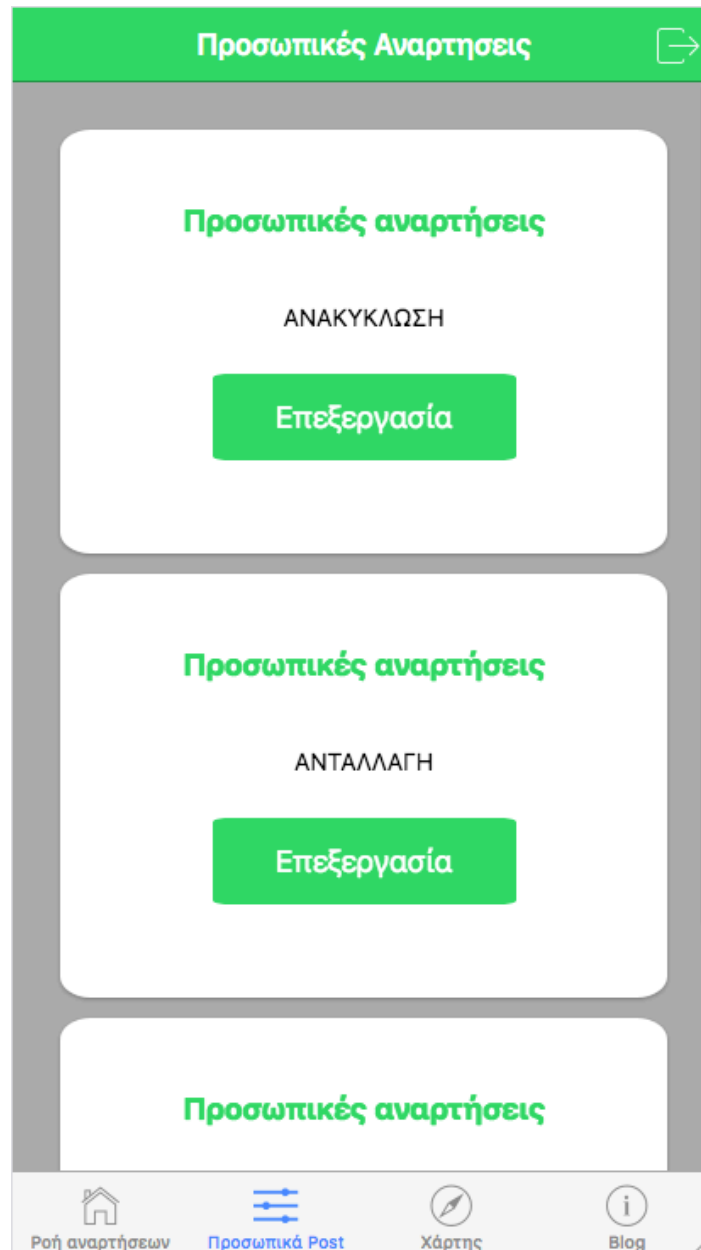 Προσωπικές Αναρτησεις
Προσωπικές αναρτήσεις
ΑΝΑΚΥΚΛΩΣΗ
Επεξεργασία
Προσωπικές αναρτήσεις
ΑΝΤΑΛΛΑΓΗ
Επεξεργασία
Προσωπικές αναρτήσεις
Ροή αναρτήσεων Προσωπικά Post Χάρτης Blog